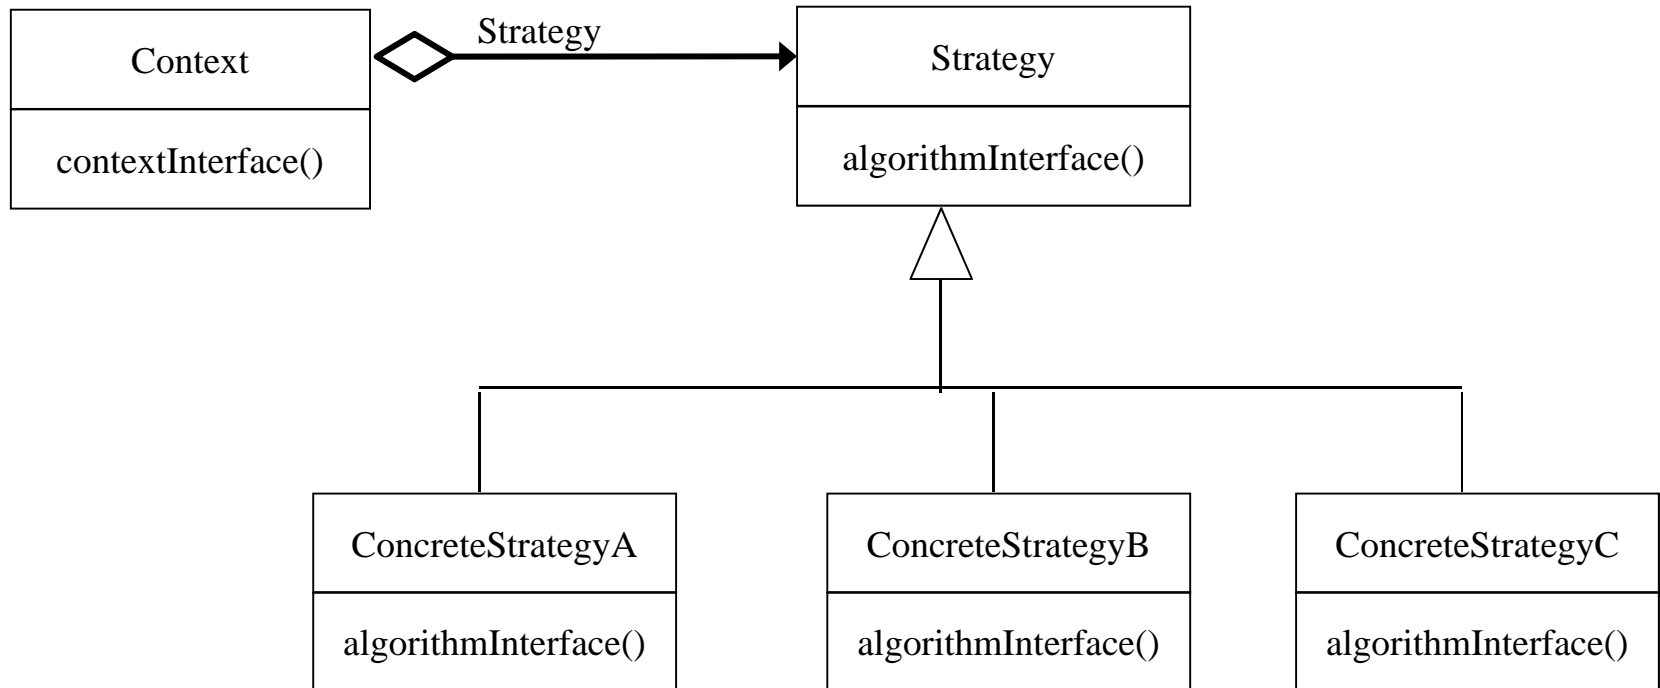 Context
contextInterface()
Strategy
Strategy
algorithmInterface()
ConcreteStrategyA
algorithmInterface()
ConcreteStrategyB
algorithmInterface()
ConcreteStrategyC
algorithmInterface()